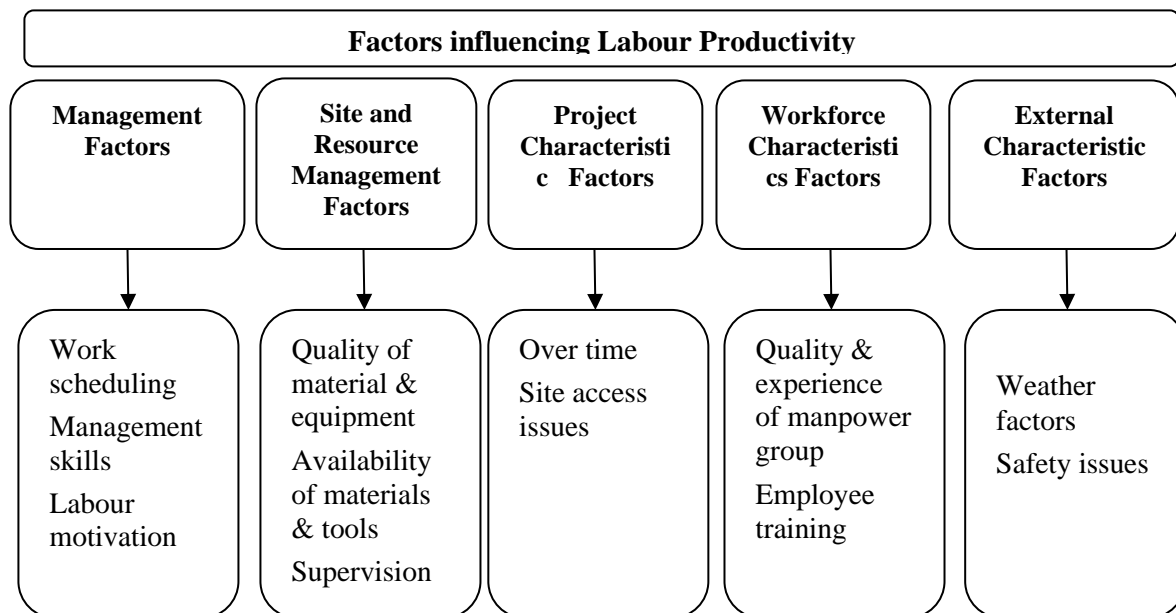 Factors influencing Labour Productivity
Management
Factors
Site and
Resource
Management
Factors
Project
Characteristi
c Factors
Workforce
Characteristi
cs Factors
External
Characteristic
Factors
Work
scheduling
Management
skills
Labour
motivation
Quality of
material &
equipment
Availability
of materials
& tools
Supervision
Over time
Site access
issues
Quality &
experience
of manpower
group
Employee
training
Weather
factors
Safety issues